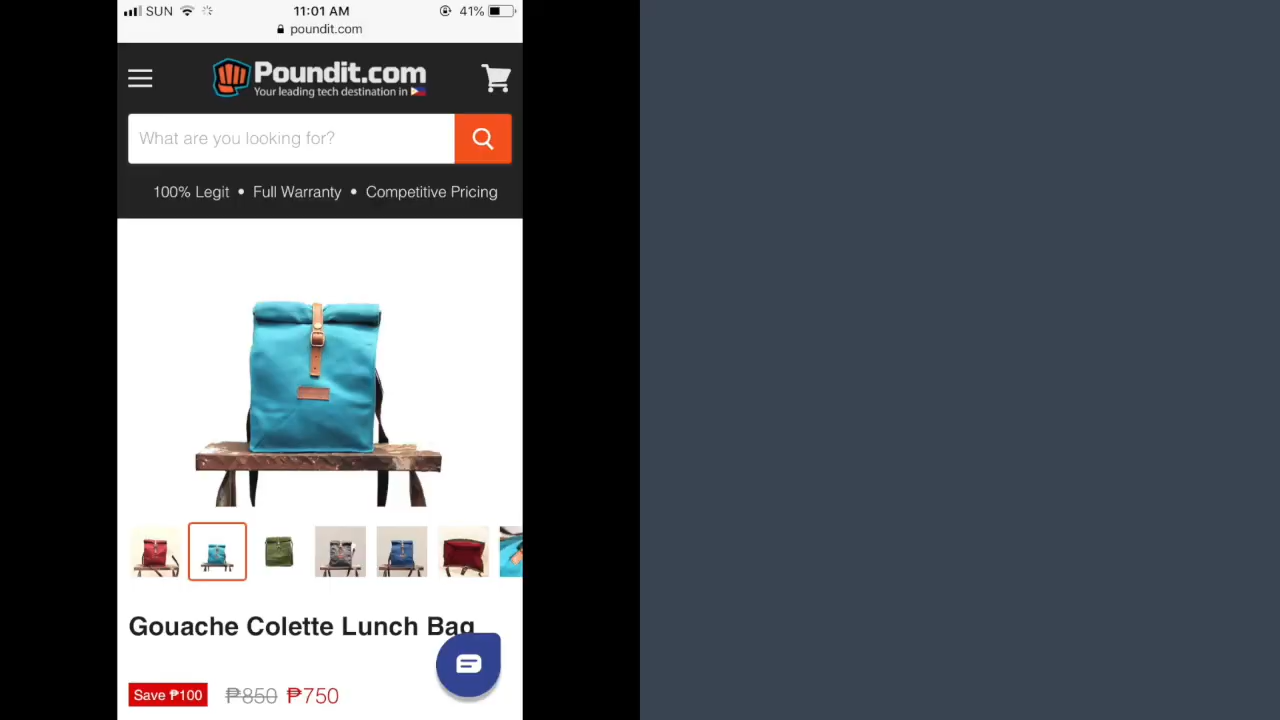 SUN 11:01 AM 41%
poundit.com
Poundit.com
Your leading tech destination in
What are you looking for?
100% Legit • Full Warranty • Competitive Pricing
Gouache Colette Lunch Bag
Save ₱100 ₱850 ₱750